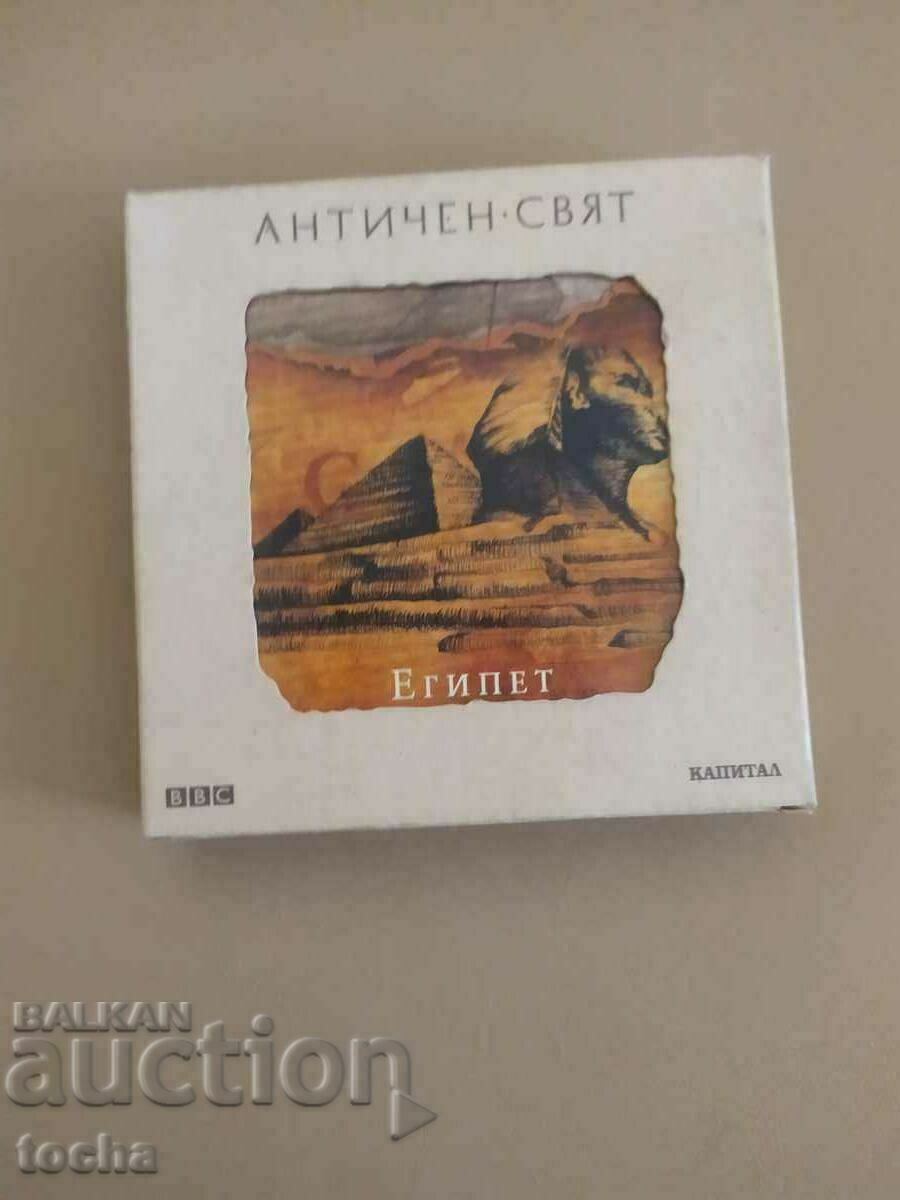 АНТИЧЕН·СВЯТ
С
ЕГИПЕТ
BBC
КАПИТАЛ
BALKAN
auction
tocha